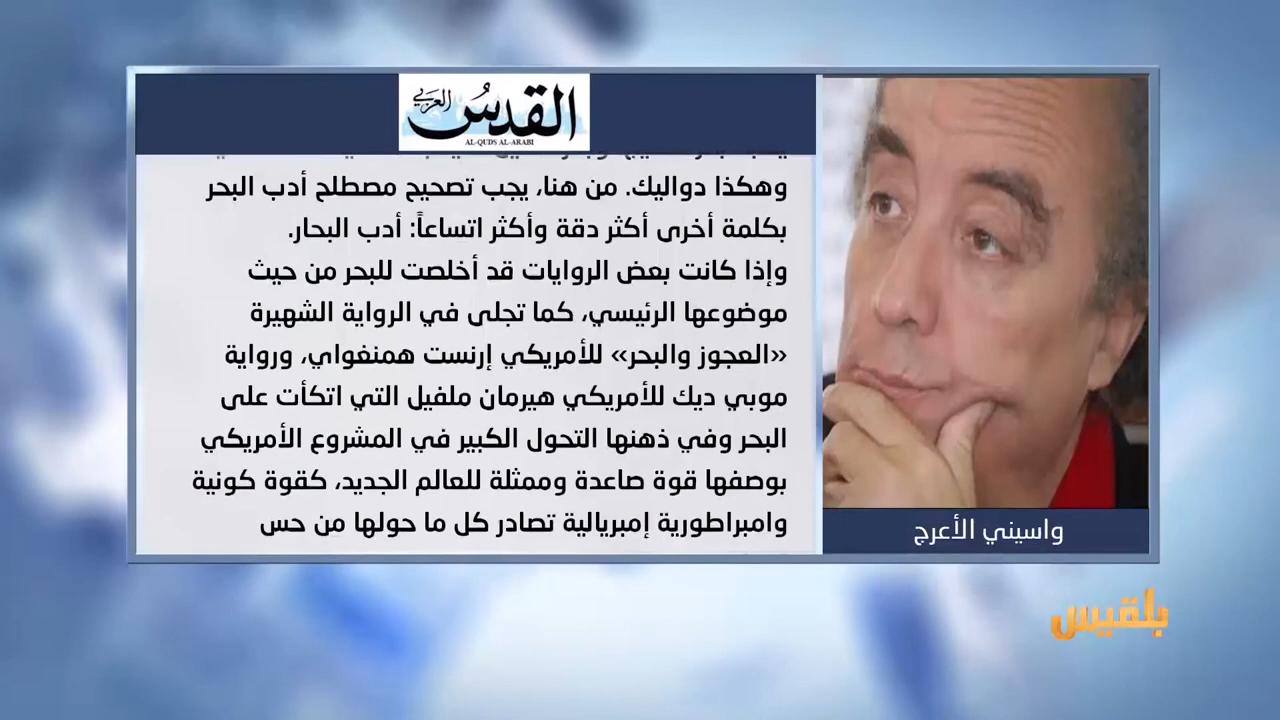 القدس العربي
AL-QUDS AL-ARABI
وهكذا دواليك. من هنا، يجب تصحيح مصطلح أدب البحر
بكلمة أخرى أكثر دقة وأكثر اتساعاً: أدب البحار.
وإذا كانت بعض الروايات قد أخلصت للبحر من حيث
موضوعها الرئيسي، كما تجلى في الرواية الشهيرة
«العجوز والبحر» للأمريكي إرنست همنغواي، ورواية
موبي ديك للأمريكي هيرمان ملفيل التي اتكأت على
البحر وفي ذهنها التحول الكبير في المشروع الأمريكي
بوصفها قوة صاعدة وممثلة للعالم الجديد، كقوة كونية
وامبراطورية إمبريالية تصادر كل ما حولها من حس
واسيني الأعرج
بلقيس